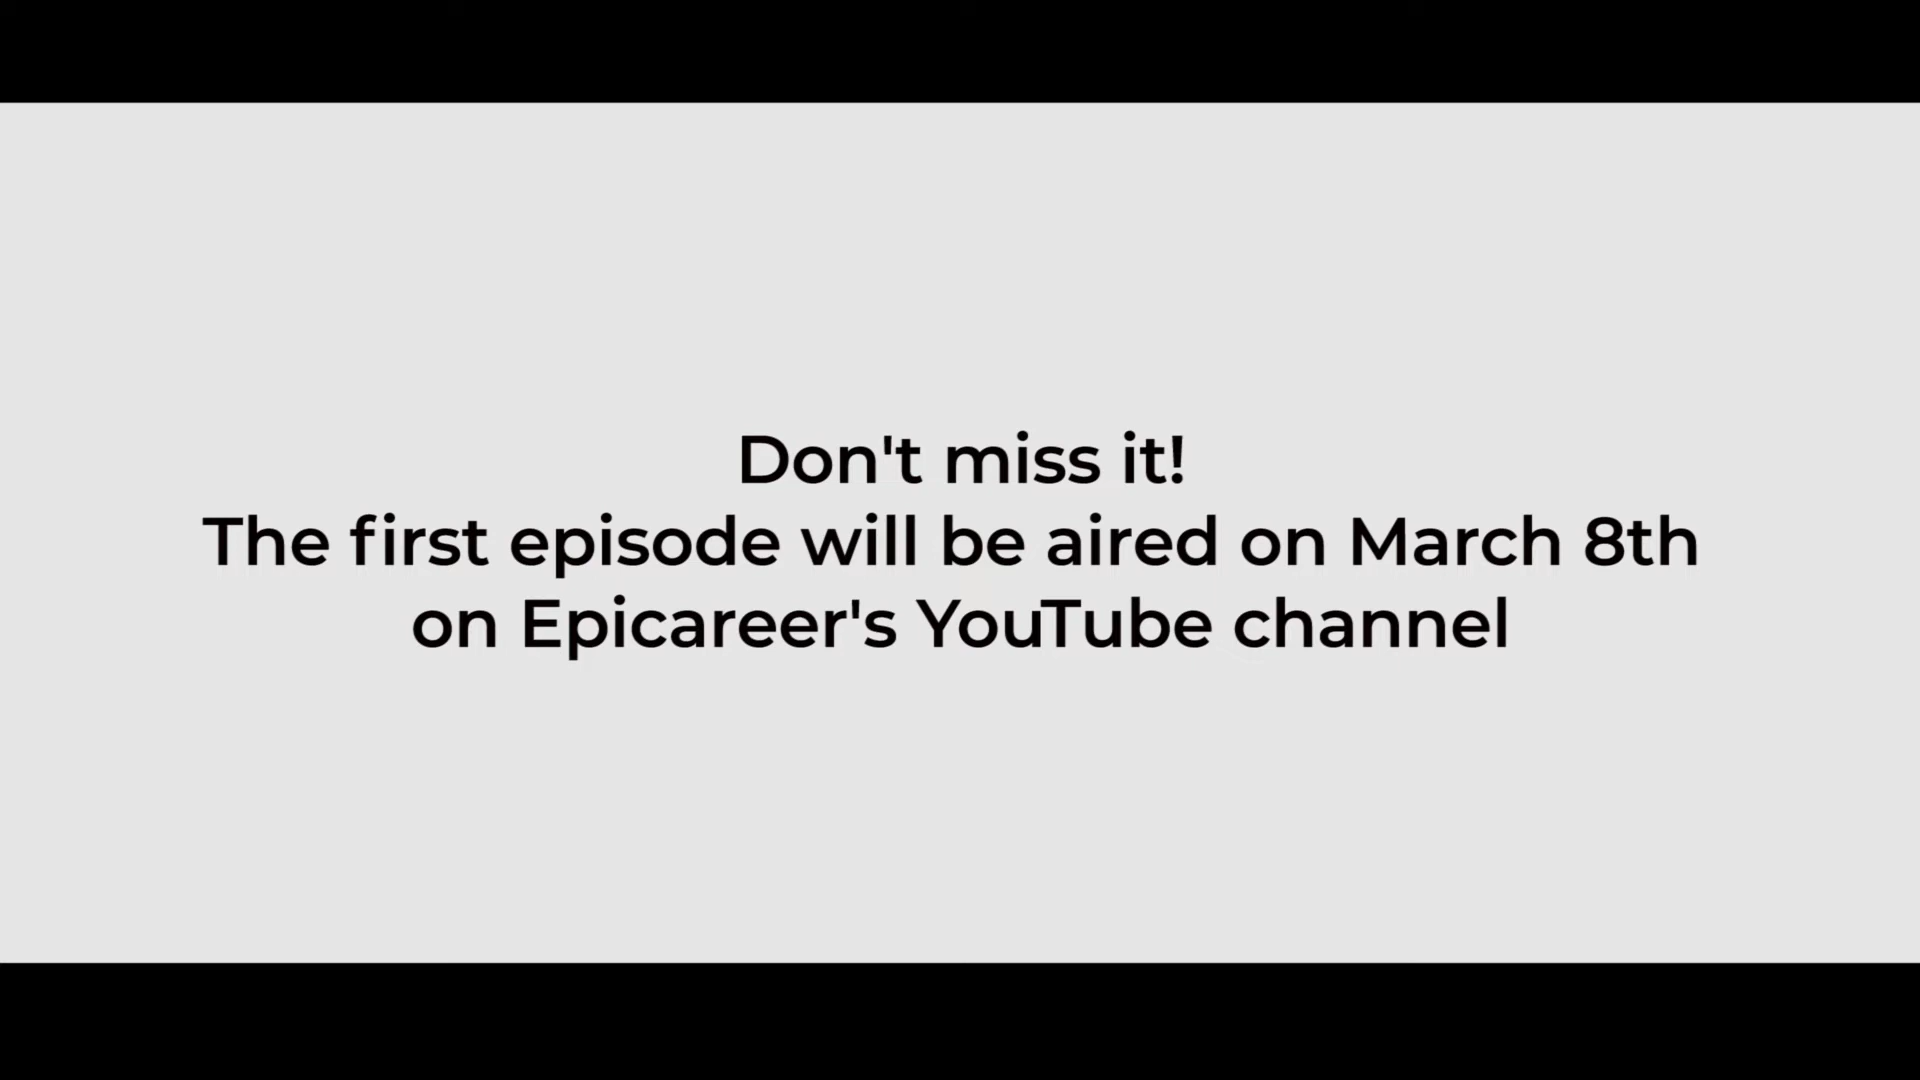 Don't miss it!
The first episode will be aired on March 8th
on Epicareer's YouTube channel